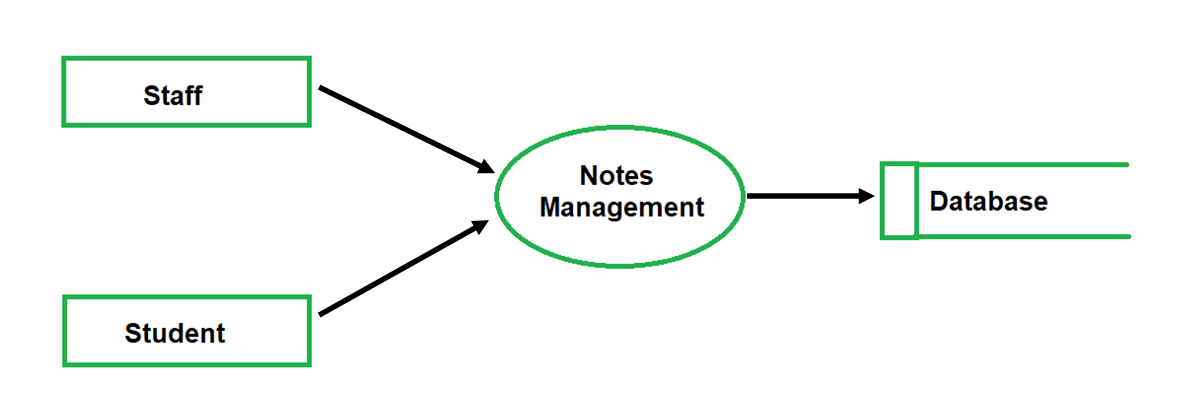 Staff
Notes
Management
Database
Student